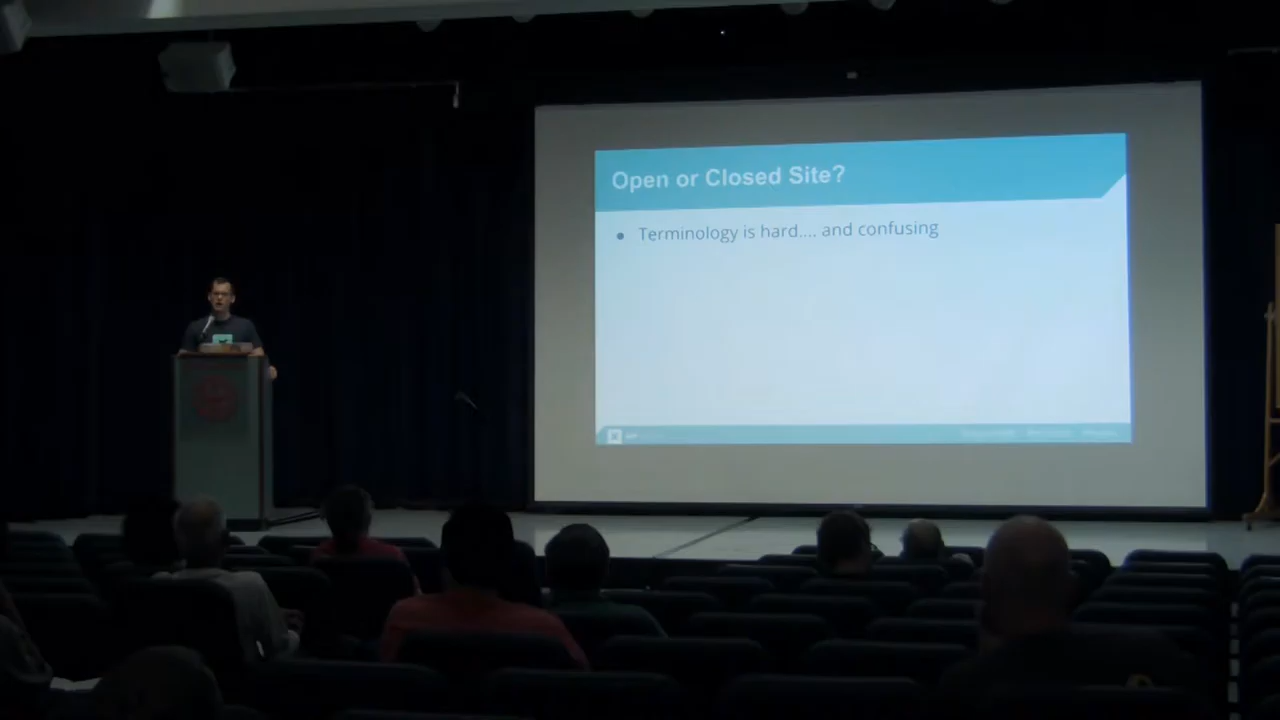 Open or Closed Site?
• Terminology is hard.... and confusing